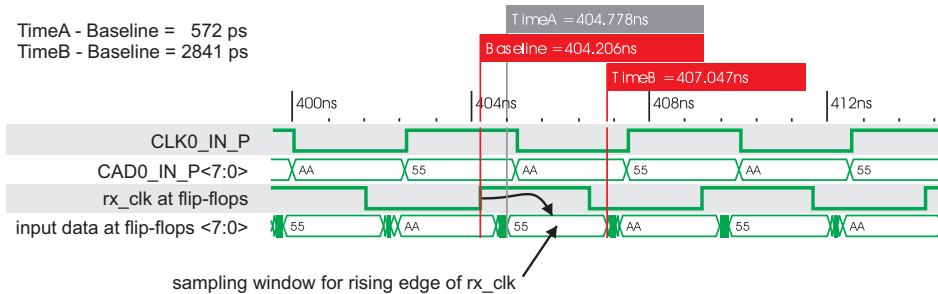 TimeA - Baseline = 572 ps
TimeB - Baseline = 2841 ps
TimeA = 404.778ns
Baseline = 404.206ns
TimeB = 407.047ns
400ns 404ns 408ns 412ns
CLK0_IN_P
CAD0_IN_P<7:0> AA 55 AA 55 AA 55
rx_clk at flip-flops
input data at flip-flops <7:0> 55 AA 55 AA 55 AA
sampling window for rising edge of rx_clk